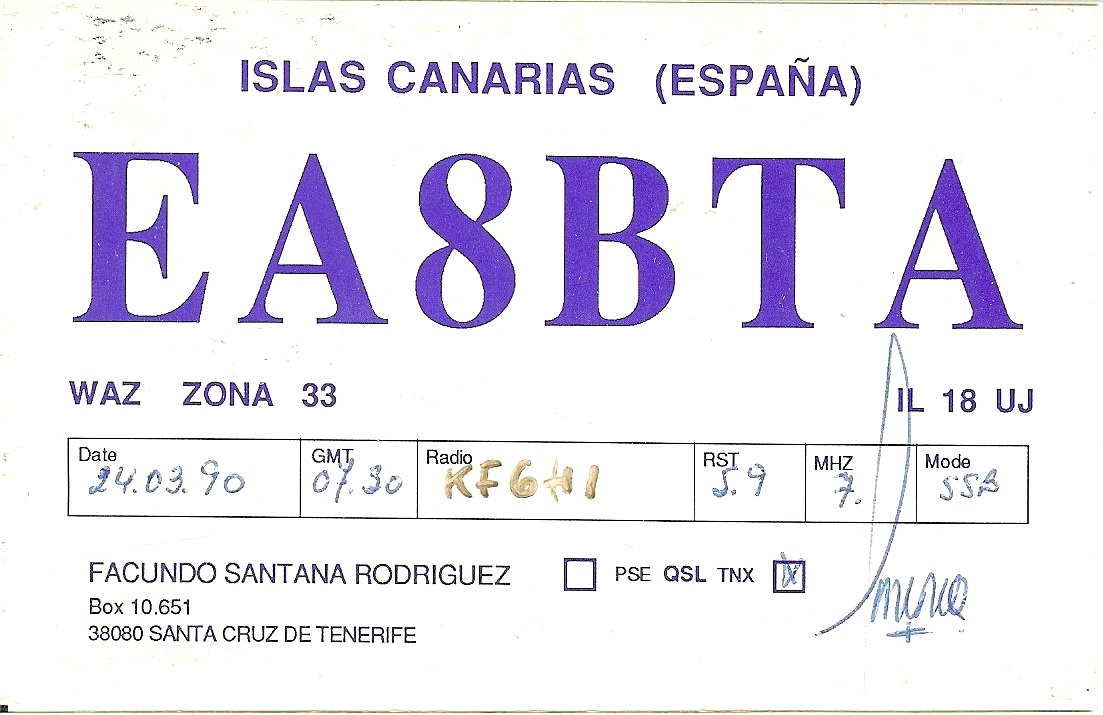 ISLAS CANARIAS (ESPAÑA)
EA8BTA
WAZ ZONA 33 IL 18 UJ
Date GMT Radio RST MHZ Mode
24.03.90 07.30 KF6HI 5.9 7. SSB
FACUNDO SANTANA RODRIGUEZ PSE QSL TNX X
Box 10.651
38080 SANTA CRUZ DE TENERIFE